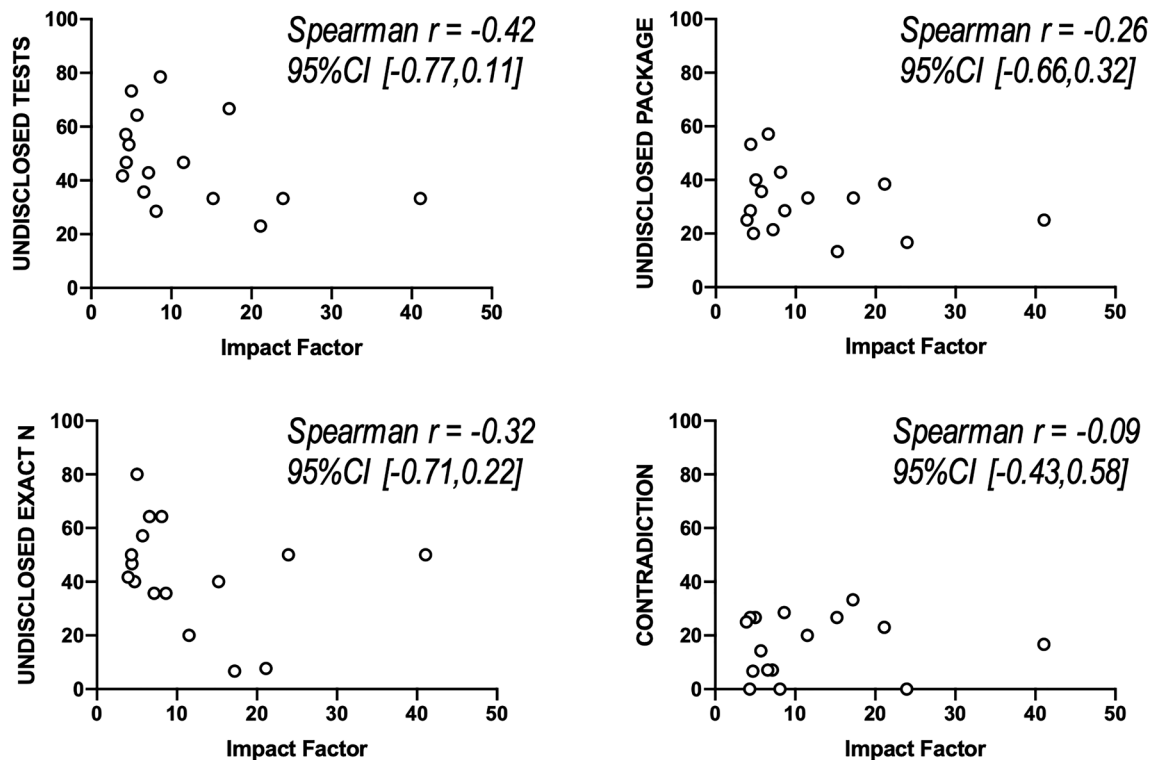 Spearman r = -0.42
95%CI [-0.77,0.11]
UNDISCLOSED TESTS
100
80
60
40
20
0
0 10 20 30 40 50
Impact Factor
Spearman r = -0.26
95%CI [-0.66,0.32]
UNDISCLOSED PACKAGE
100
80
60
40
20
0
0 10 20 30 40 50
Impact Factor
Spearman r = -0.32
95%CI [-0.71,0.22]
UNDISCLOSED EXACT N
100
80
60
40
20
0
0 10 20 30 40 50
Impact Factor
Spearman r = -0.09
95%CI [-0.43,0.58]
CONTRADICTION
100
80
60
40
20
0
0 10 20 30 40 50
Impact Factor